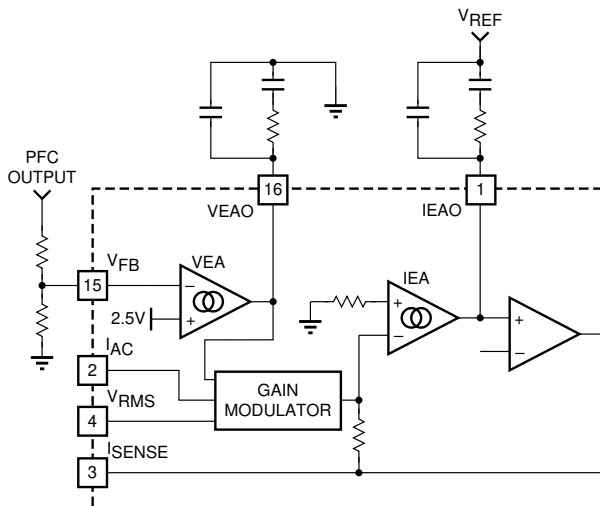 VREF
PFC
OUTPUT
16
1
VEAO
IEAO
VFB
VEA
IEA
15
−
+
2.5V
+
−
+
−
IAC
2
VRMS
GAIN
MODULATOR
4
ISENSE
3